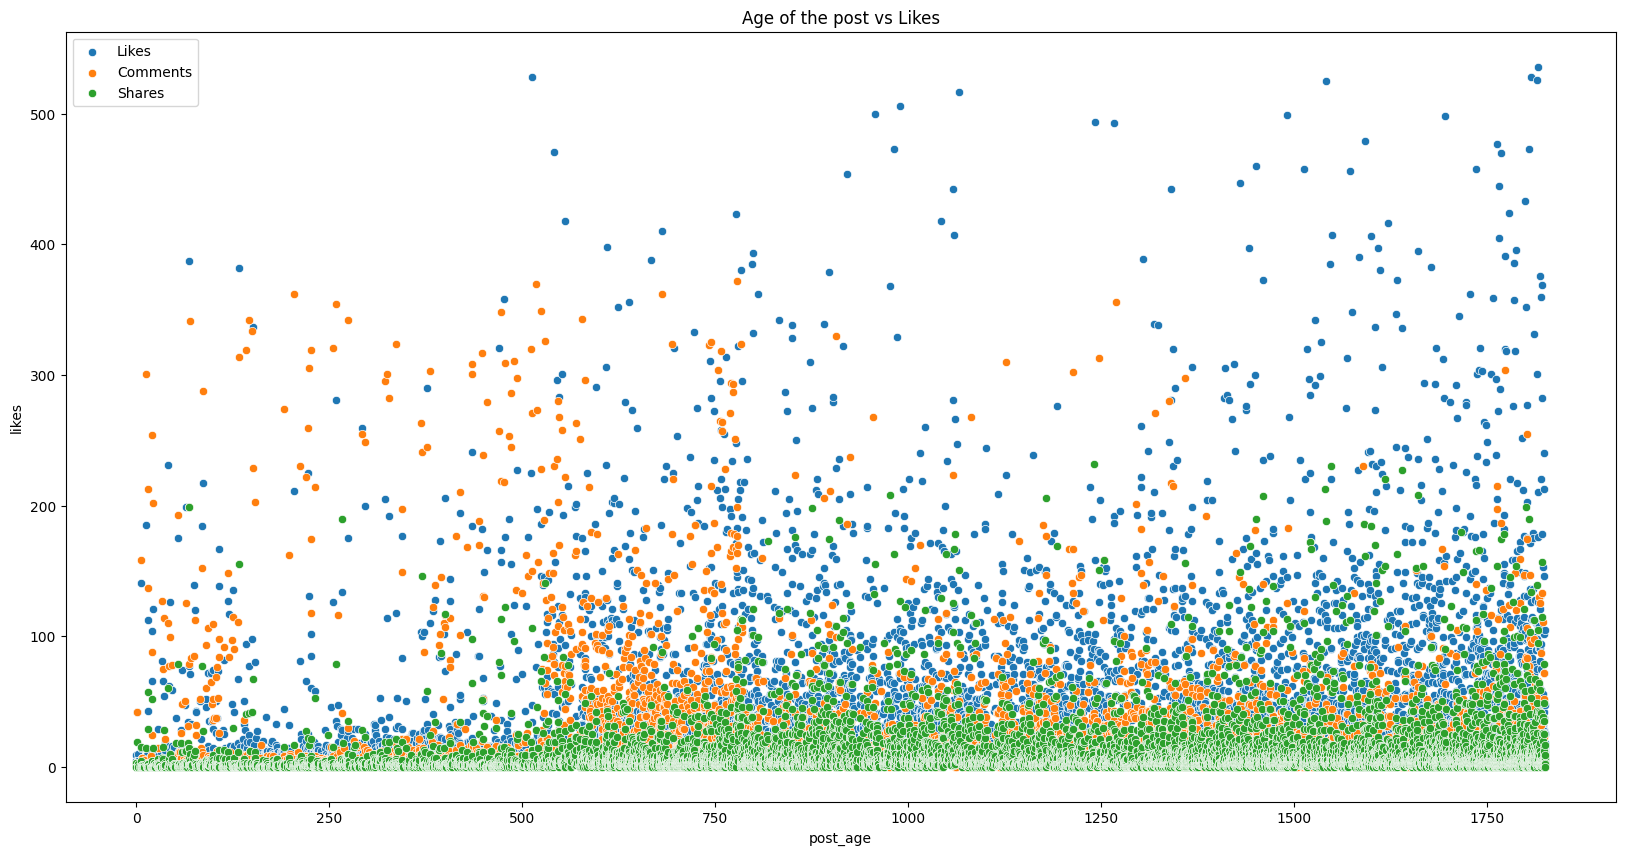 Age of the post vs Likes
Likes
Comments
Shares
500
400
300
200
100
0
likes
0 250 500 750 1000 1250 1500 1750
post_age